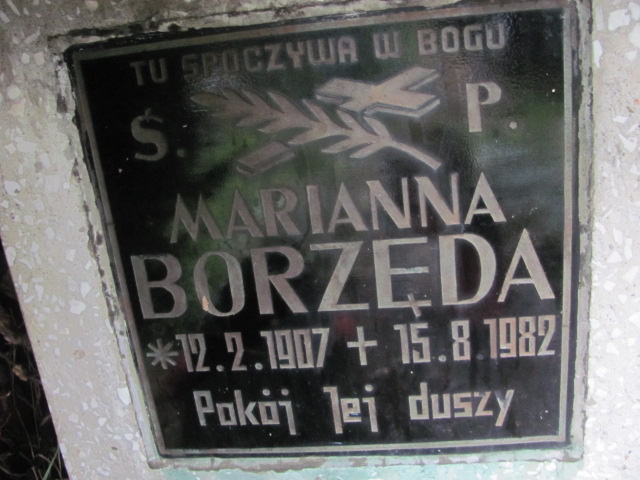 TU SPOCZYWA W BOGU
Ś. P.
MARIANNA
BORZĘDA
*12.2.1907 + 15.8.1982
Pokój Jej duszy